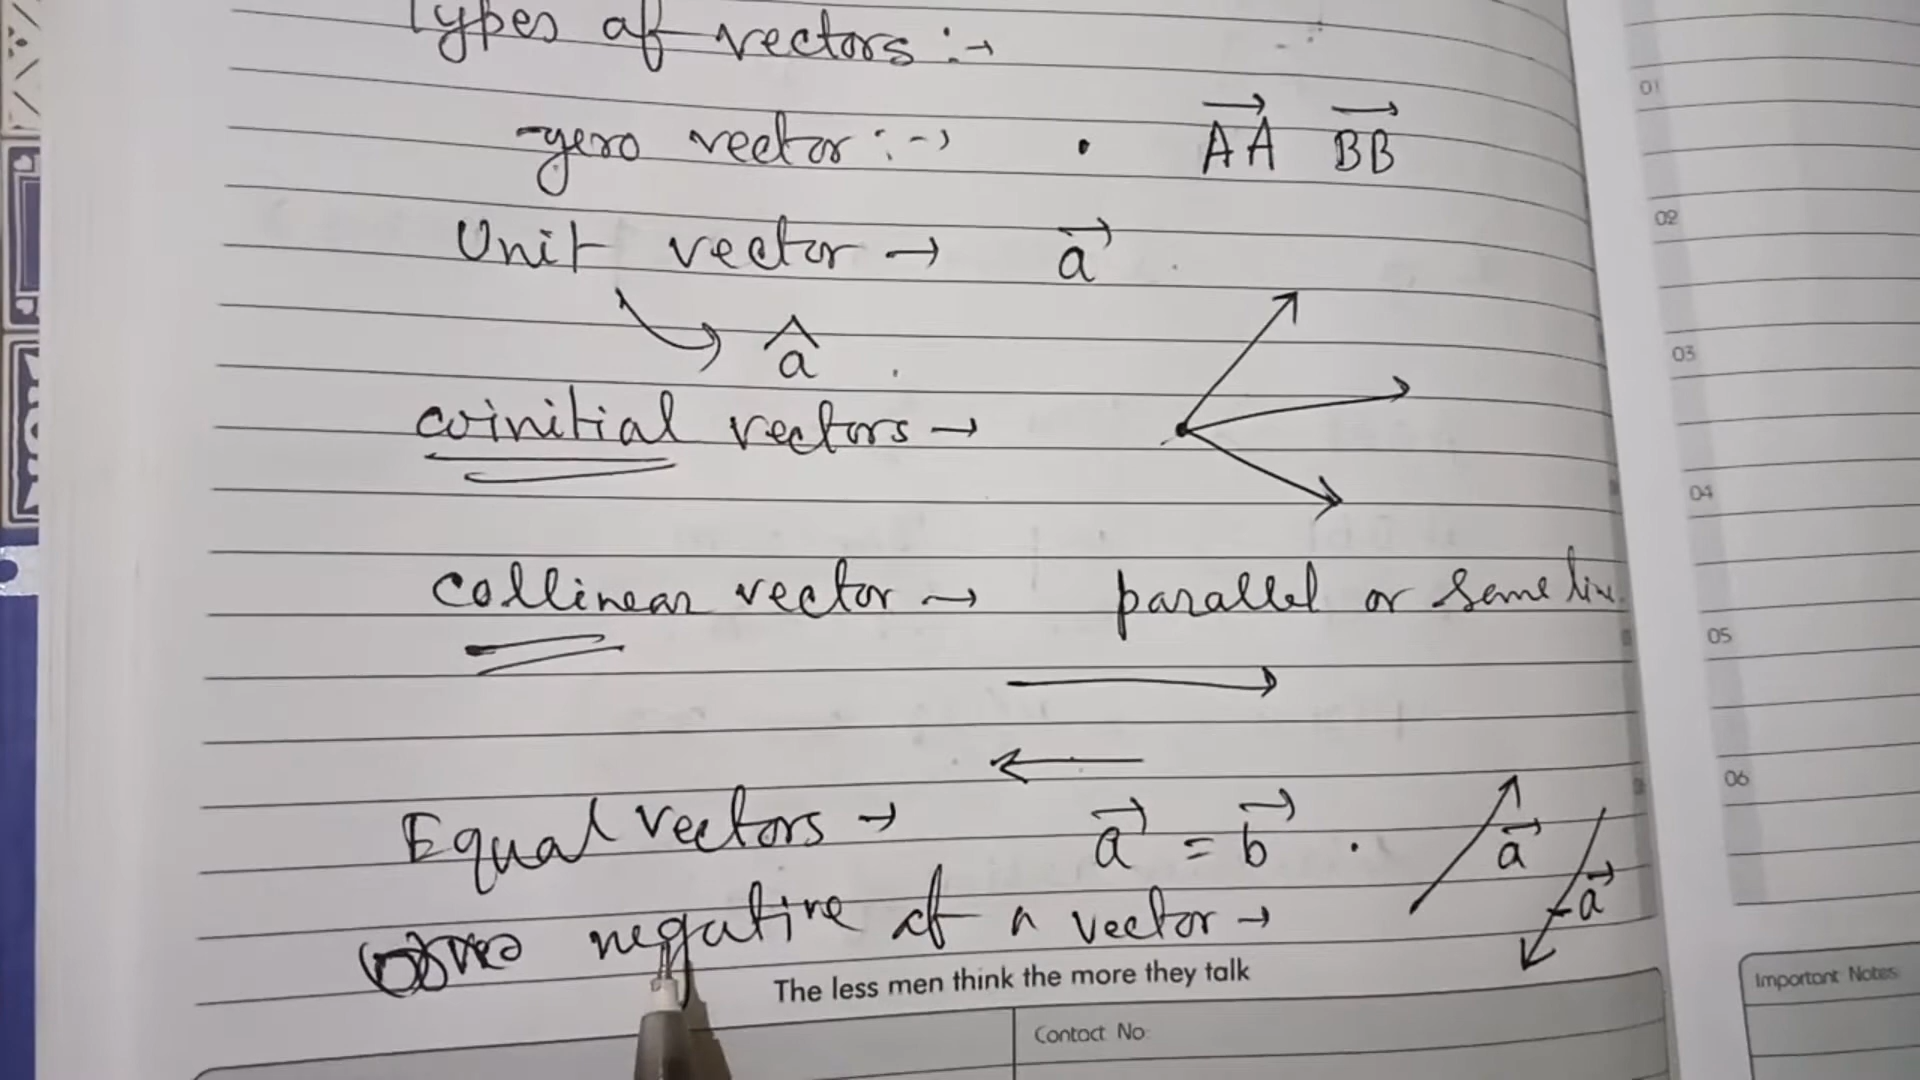 Types of vectors :→
zero vector :→ • AA BB
Unit vector → a
â
coinitial vectors →
collinear vector → parallel or same line
Equal vectors → a = b . a
negative of a vector → -a
The less men think the more they talk
Contact No:
01
02
03
04
05
06
Important Notes